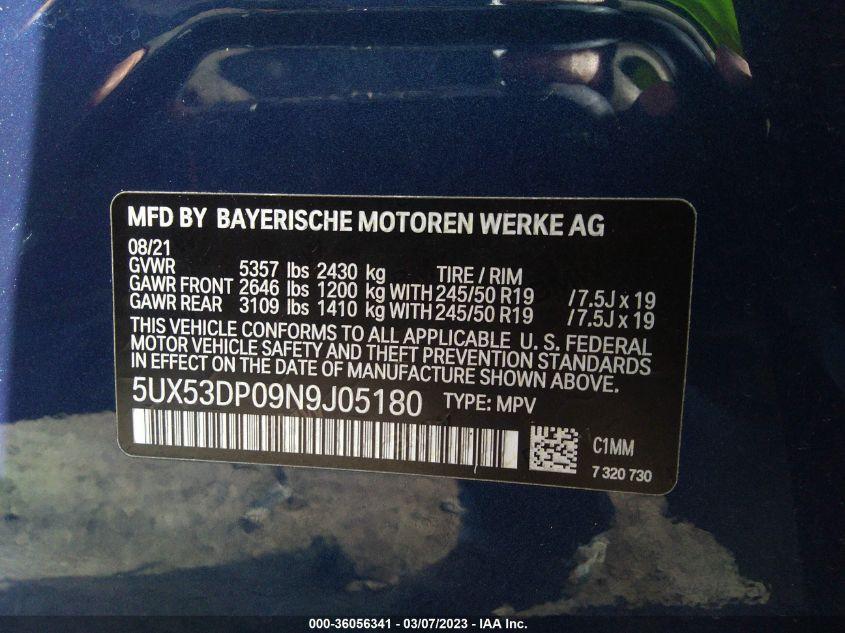 MFD BY BAYERISCHE MOTOREN WERKE AG
08/21
GVWR 5357 lbs 2430 kg TIRE / RIM
GAWR FRONT 2646 lbs 1200 kg WITH 245/50 R19 /7.5J x 19
GAWR REAR 3109 lbs 1410 kg WITH 245/50 R19 /7.5J x 19
THIS VEHICLE CONFORMS TO ALL APPLICABLE U. S. FEDERAL
MOTOR VEHICLE SAFETY AND THEFT PREVENTION STANDARDS
IN EFFECT ON THE DATE OF MANUFACTURE SHOWN ABOVE.
5UX53DP09N9J05180 TYPE: MPV
C1MM
7 320 730
000-36056341 - 03/07/2023 - IAA Inc.